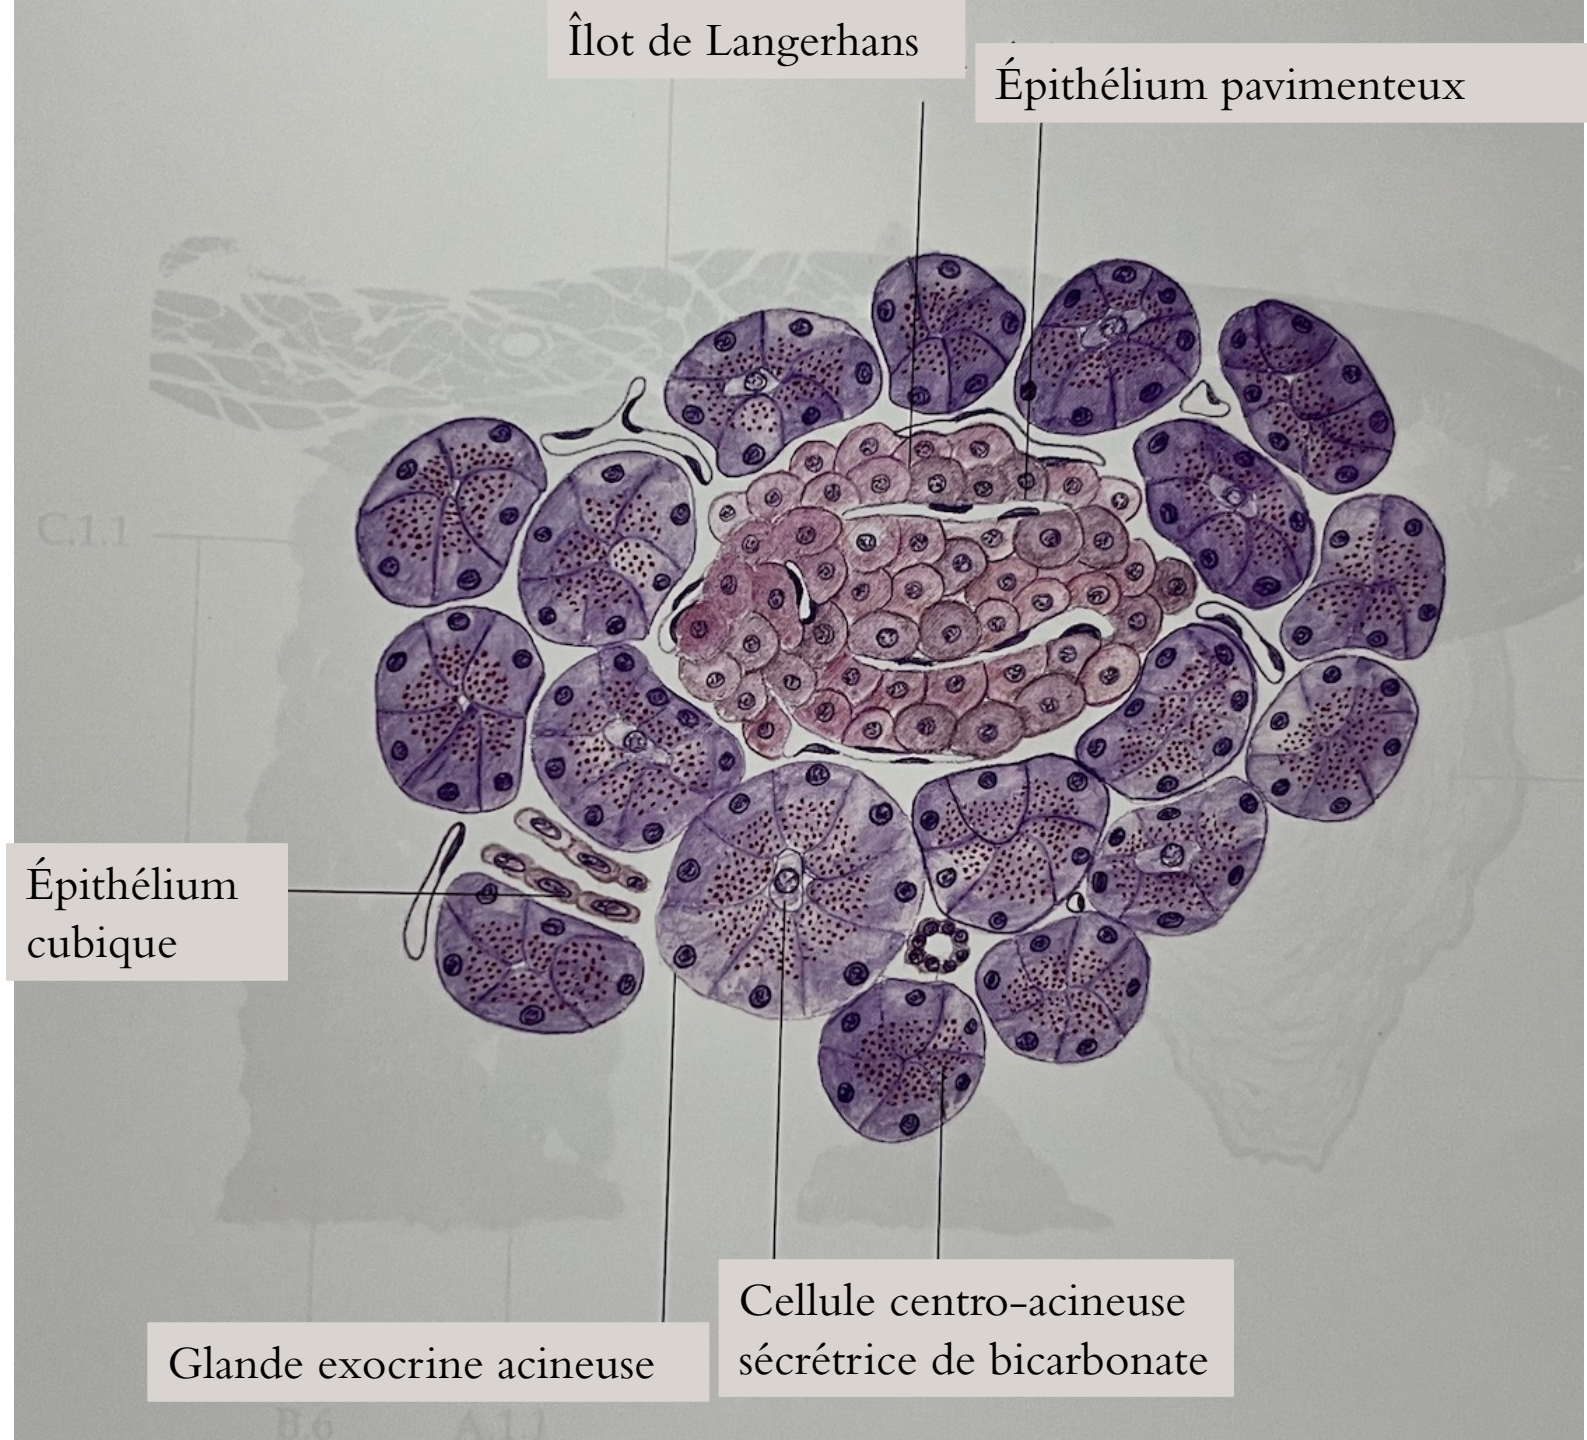 Îlot de Langerhans
Épithélium pavimenteux
C.1.1
Épithélium
cubique
Cellule centro-acineuse
sécrétrice de bicarbonate
Glande exocrine acineuse
B.6
A.1.1